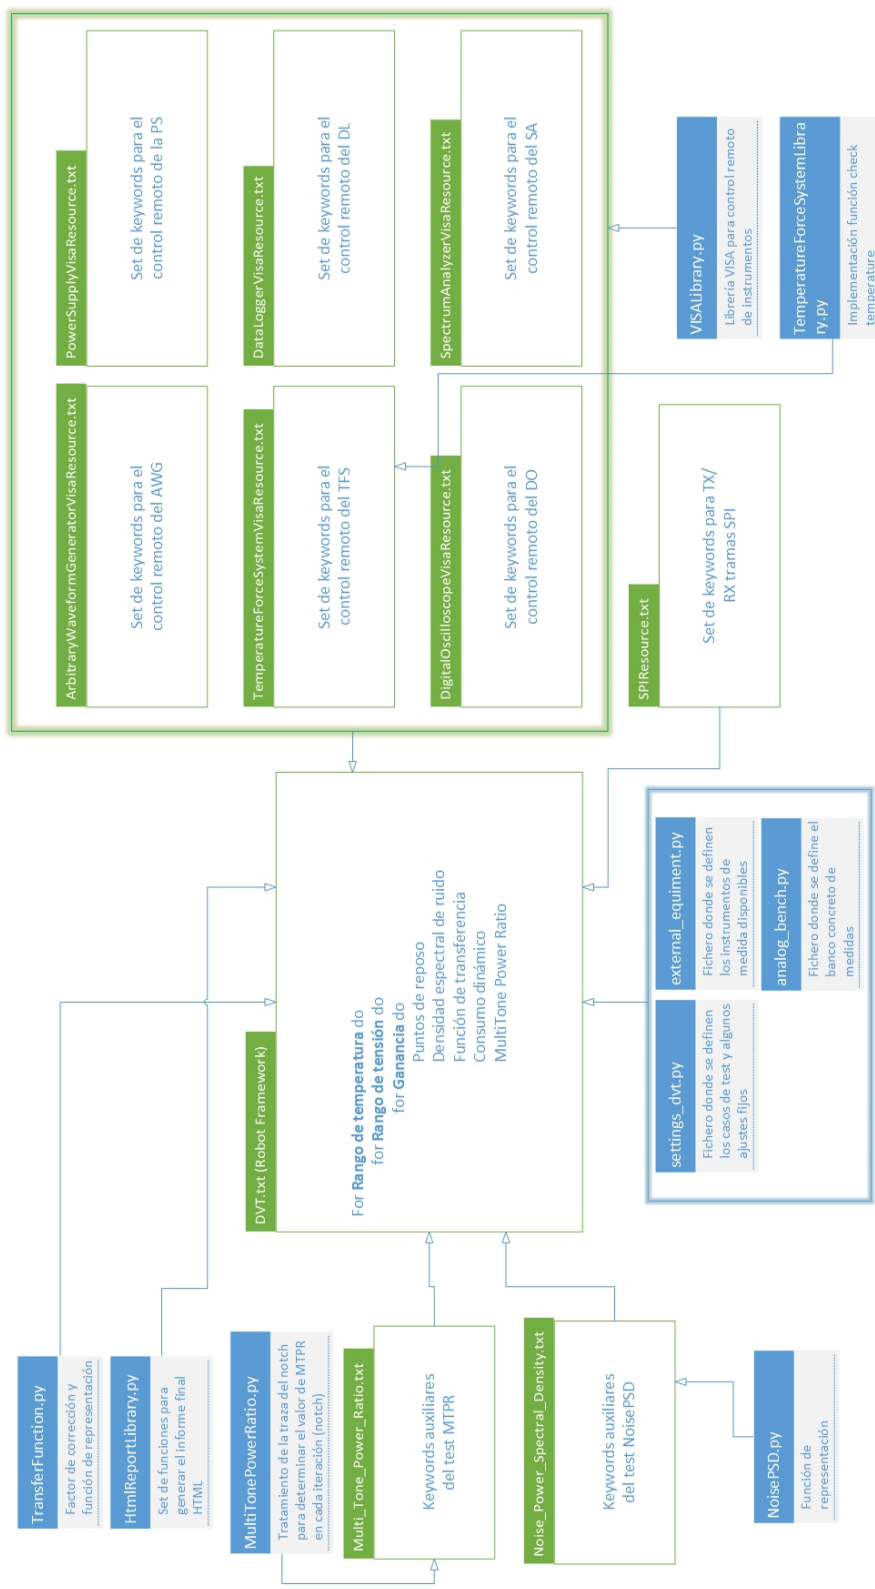 TransferFunction.py
Factor de corrección y
función de representación
HtmlReportLibrary.py
Set de funciones para
generar el informe final
HTML
MultiTonePowerRatio.py
Tratamiento de la traza del notch
para determinar el valor de MTPR
en cada iteración (notch)
Multi_Tone_Power_Ratio.txt
Keywords auxiliares
del test MTPR
Noise_Power_Spectral_Density.txt
Keywords auxiliares
del test NoisePSD
NoisePSD.py
Función de
representación
DVT.txt (Robot Framework)
For Rango de temperatura do
for Rango de tensión do
for Ganancia do
Puntos de reposo
Densidad espectral de ruido
Función de transferencia
Consumo dinámico
MultiTone Power Ratio
settings_dvt.py
Fichero donde se definen
los casos de test y algunos
ajustes fijos
external_equiment.py
Fichero donde se definen
los instrumentos de
medida disponibles
analog_bench.py
Fichero donde se define el
banco concreto de
medidas
ArbitraryWaveformGeneratorVisaResource.txt
Set de keywords para el
control remoto del AWG
PowerSupplyVisaResource.txt
Set de keywords para el
control remoto de la PS
TemperatureForceSystemVisaResource.txt
Set de keywords para el
control remoto del TFS
DataLoggerVisaResource.txt
Set de keywords para el
control remoto del DL
DigitalOscilloscopeVisaResource.txt
Set de keywords para el
control remoto del DO
SpectrumAnalyzerVisaResource.txt
Set de keywords para el
control remoto del SA
SPIResource.txt
Set de keywords para TX/
RX tramas SPI
VISALibrary.py
Librería VISA para control remoto
de instrumentos
TemperatureForceSystemLibra
ry.py
Implementación función check
temperature